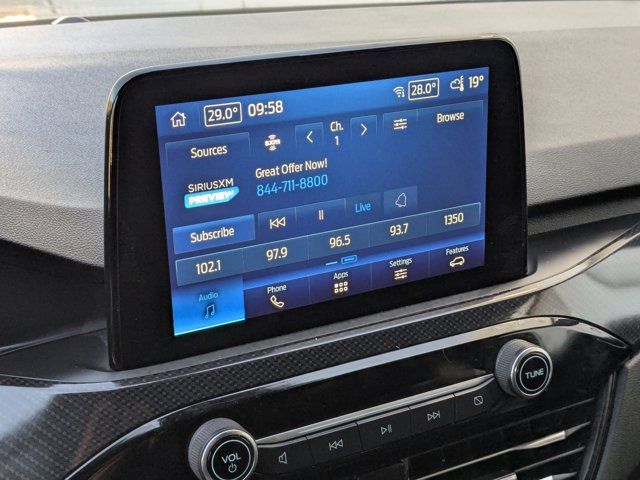 29.0° 09:58 28.0° 19°
Sources sxm Ch. 1 Browse
Great Offer Now!
844-711-8800
SIRIUSXM
PREVIEW
Subscribe Live
102.1 97.9 96.5 93.7 1350
Audio Phone Apps Settings Features
VOL TUNE